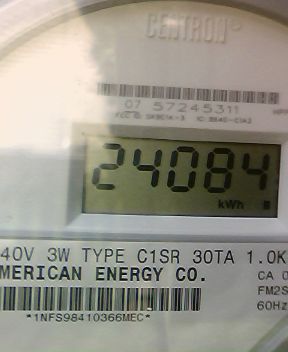 CENTRON®
07 57245311
24084
kWh
40V 3W TYPE C1SR 30TA 1.0K
MERICAN ENERGY CO.
CA 0
FM2S
60Hz
*1NFS98410366MEC*